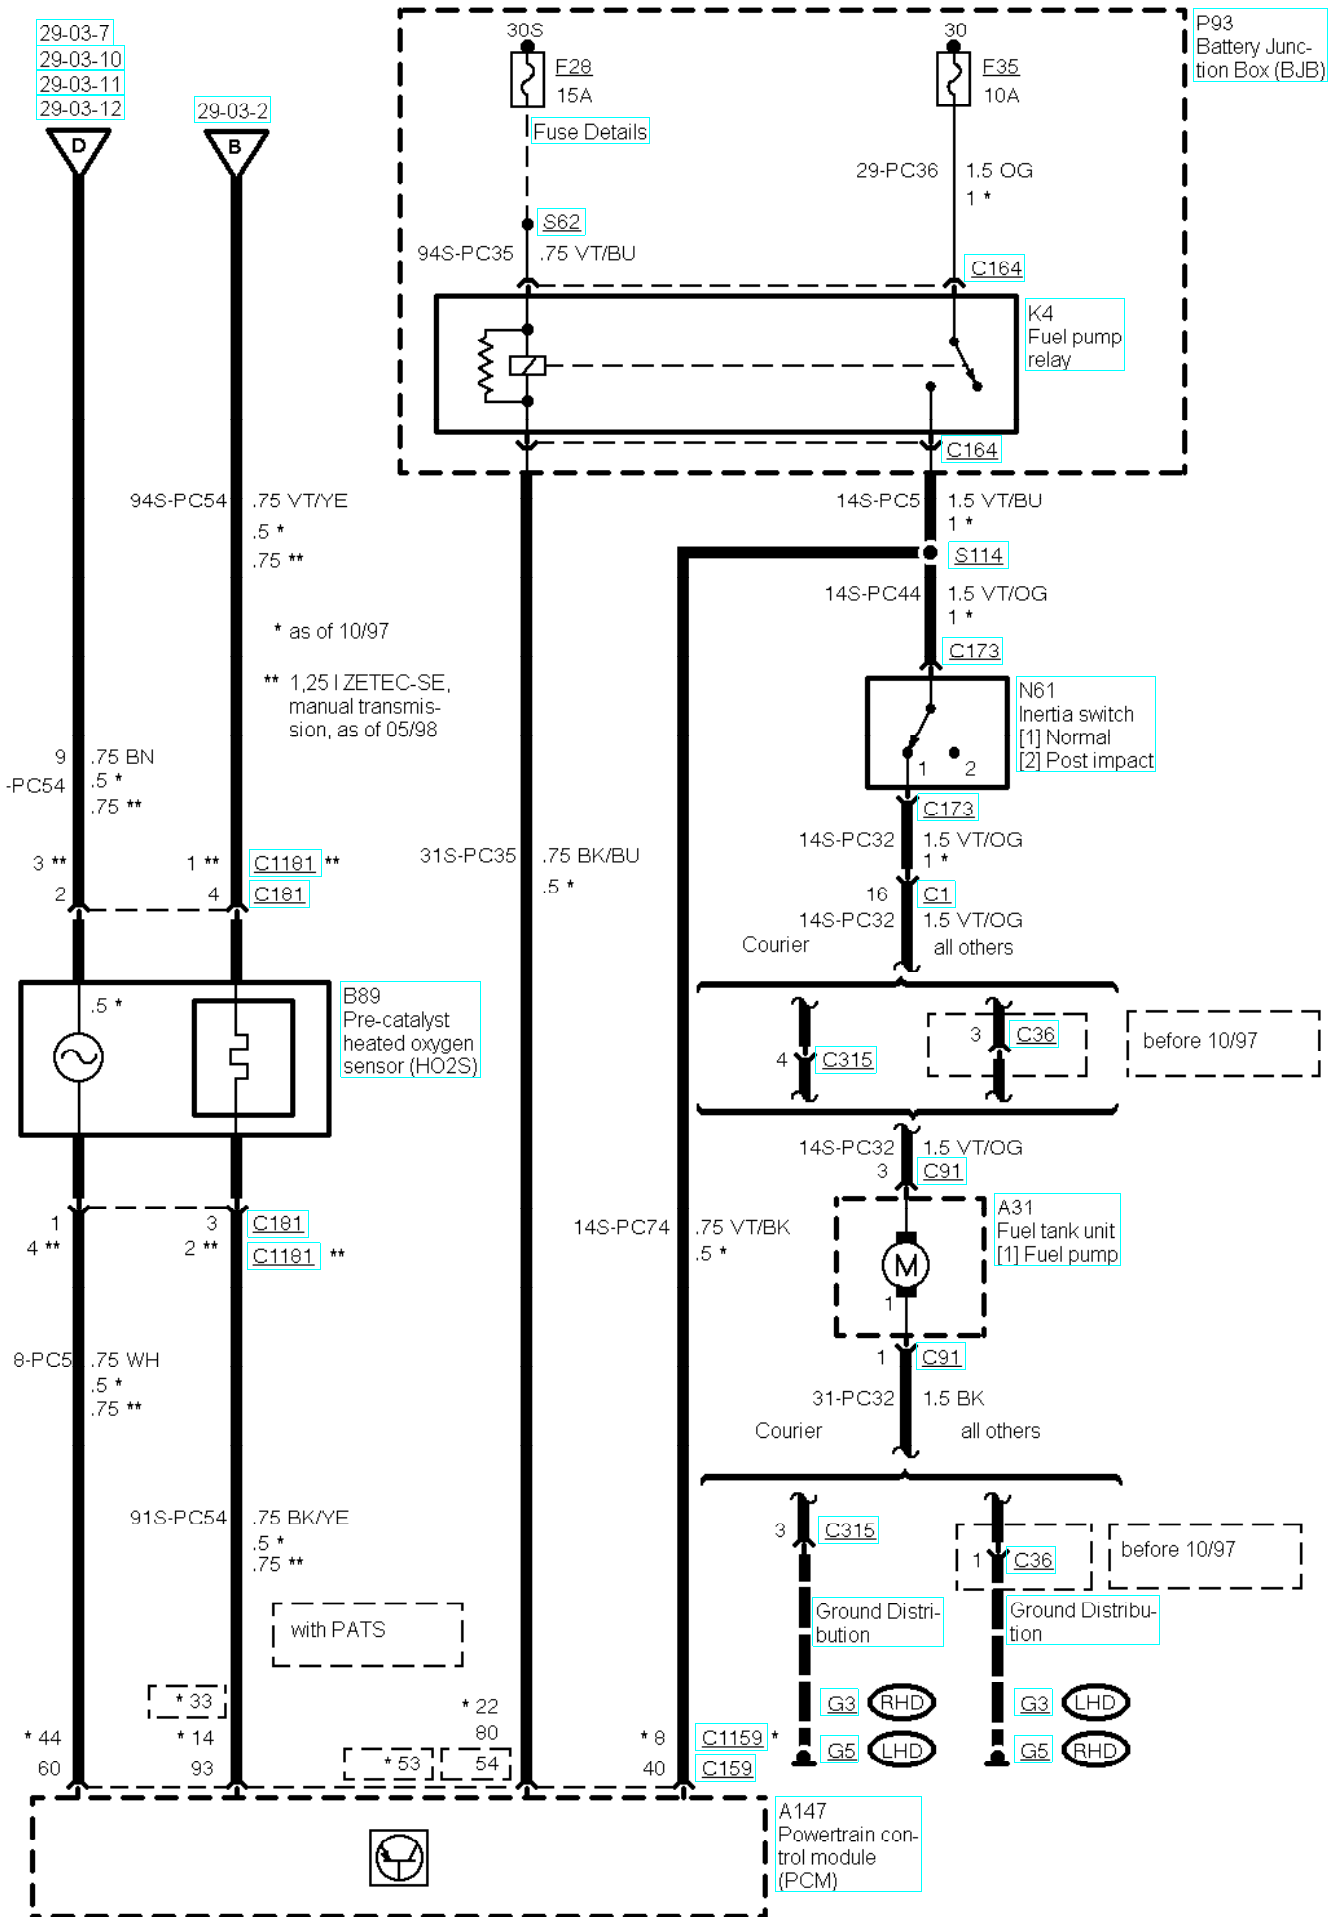 29-03-7
29-03-10
29-03-11
29-03-12
D
29-03-2
B
30S
F28
15A
Fuse Details
S62
94S-PC35 .75 VT/BU
30
F35
10A
29-PC36 1.5 OG
1 *
C164
P93
Battery Junc-
tion Box (BJB)
K4
Fuel pump
relay
C164
94S-PC54 .75 VT/YE
.5 *
.75 **
* as of 10/97
** 1,25 l ZETEC-SE,
manual transmis-
sion, as of 05/98
14S-PC5 1.5 VT/BU
1 *
S114
14S-PC44 1.5 VT/OG
1 *
C173
N61
Inertia switch
[1] Normal
[2] Post impact
1 2
C173
9 .75 BN
-PC54 .5 *
.75 **
3 ** 1 ** C1181 **
2 4 C181
31S-PC35 .75 BK/BU
.5 *
14S-PC32 1.5 VT/OG
1 *
16 C1
14S-PC32 1.5 VT/OG
Courier all others
.5 *
B89
Pre-catalyst
heated oxygen
sensor (HO2S)
4 C315
3 C36
before 10/97
14S-PC32 1.5 VT/OG
3 C91
A31
Fuel tank unit
[1] Fuel pump
M
1
1 3 C181
4 ** 2 ** C1181 **
14S-PC74 .75 VT/BK
.5 *
1 C91
31-PC32 1.5 BK
Courier all others
8-PC5 .75 WH
.5 *
.75 **
91S-PC54 .75 BK/YE
.5 *
.75 **
3 C315
1 C36
before 10/97
Ground Distri-
bution
Ground Distribu-
tion
with PATS
G3 RHD
G5 LHD
G3 LHD
G5 RHD
* 33
* 44 * 14
60 93
* 22
80
* 53 54
* 8 C1159 *
40 C159
A147
Powertrain con-
trol module
(PCM)